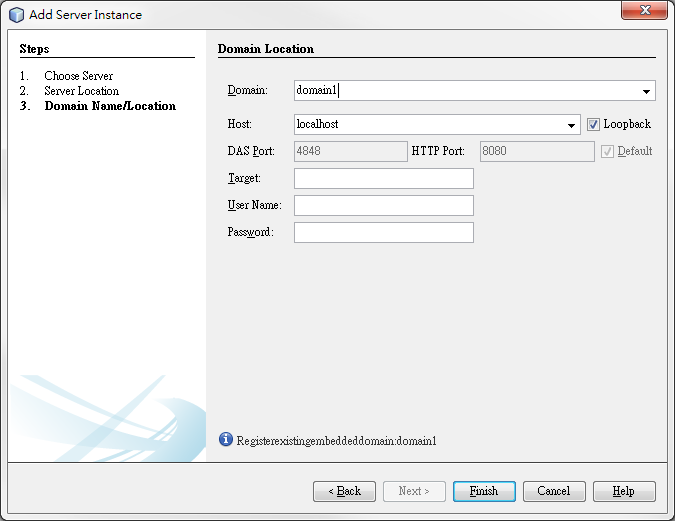 Add Server Instance
Steps
1. Choose Server
2. Server Location
3. Domain Name/Location
Domain Location
Domain: domain1
Host: localhost Loopback
DAS Port: 4848 HTTP Port: 8080 Default
Target:
User Name:
Password:
Registerexistingembeddeddomain:domain1
< Back Next > Finish Cancel Help